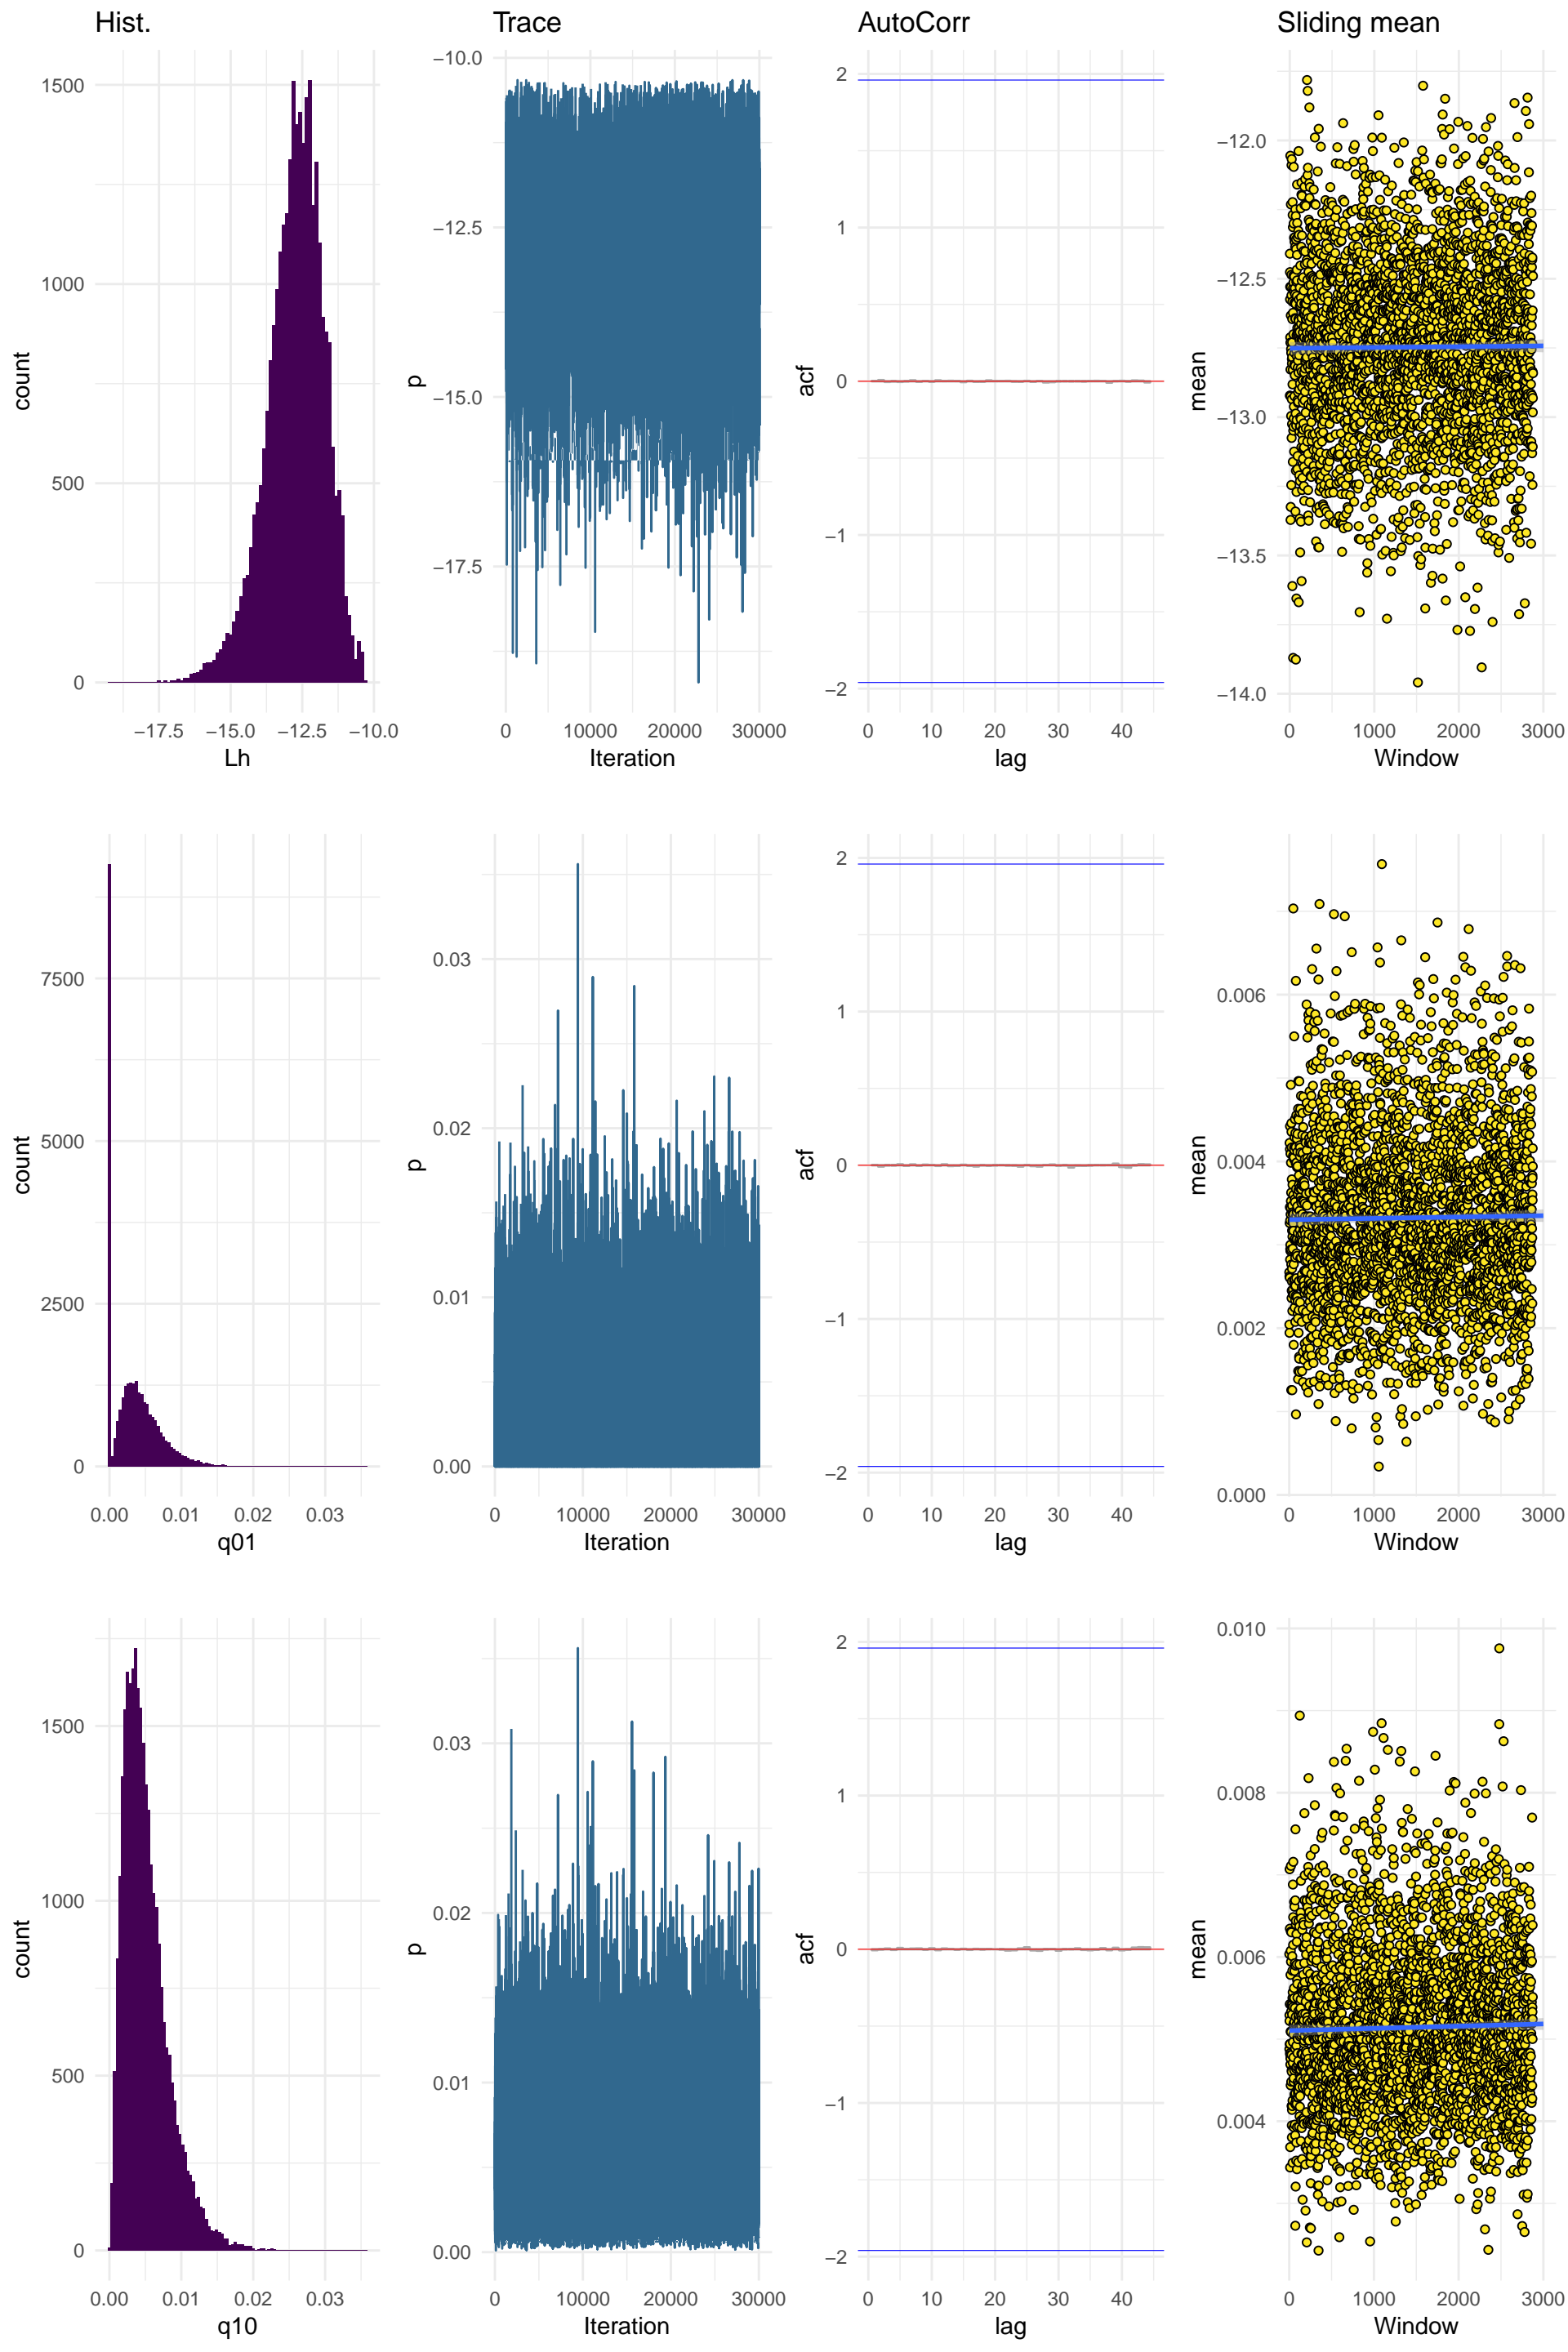 Hist. Trace AutoCorr Sliding mean
count
1500
1000
500
0
−17.5 −15.0 −12.5 −10.0
Lh
p
−10.0
−12.5
−15.0
−17.5
0 10000 20000 30000
Iteration
acf
2
1
0
−1
−2
0 10 20 30 40
lag
mean
−12.0
−12.5
−13.0
−13.5
−14.0
0 1000 2000 3000
Window
count
7500
5000
2500
0
0.00 0.01 0.02 0.03
q01
p
0.03
0.02
0.01
0.00
0 10000 20000 30000
Iteration
acf
2
1
0
−1
−2
0 10 20 30 40
lag
mean
0.006
0.004
0.002
0.000
0 1000 2000 3000
Window
count
1500
1000
500
0
0.00 0.01 0.02 0.03
q10
p
0.03
0.02
0.01
0.00
0 10000 20000 30000
Iteration
acf
2
1
0
−1
−2
0 10 20 30 40
lag
mean
0.010
0.008
0.006
0.004
0 1000 2000 3000
Window